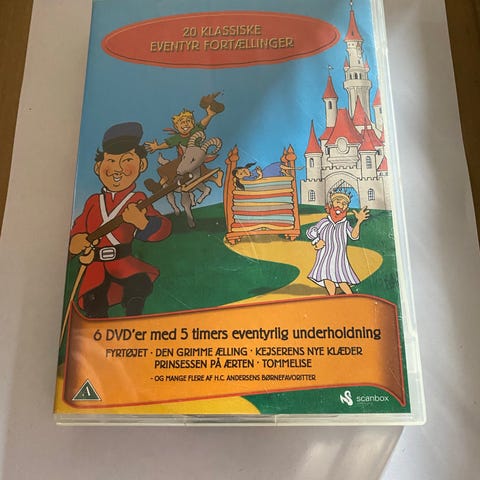 20 KLASSISKE
EVENTYR FORTÆLLINGER
6 DVD'er med 5 timers eventyrlig underholdning
FYRTØJET · DEN GRIMME ÆLLING · KEJSERENS NYE KLÆDER
PRINSESSEN PÅ ÆRTEN · TOMMELISE
- OG MANGE FLERE AF H.C. ANDERSENS BØRNEFAVORITTER
A
scanbox